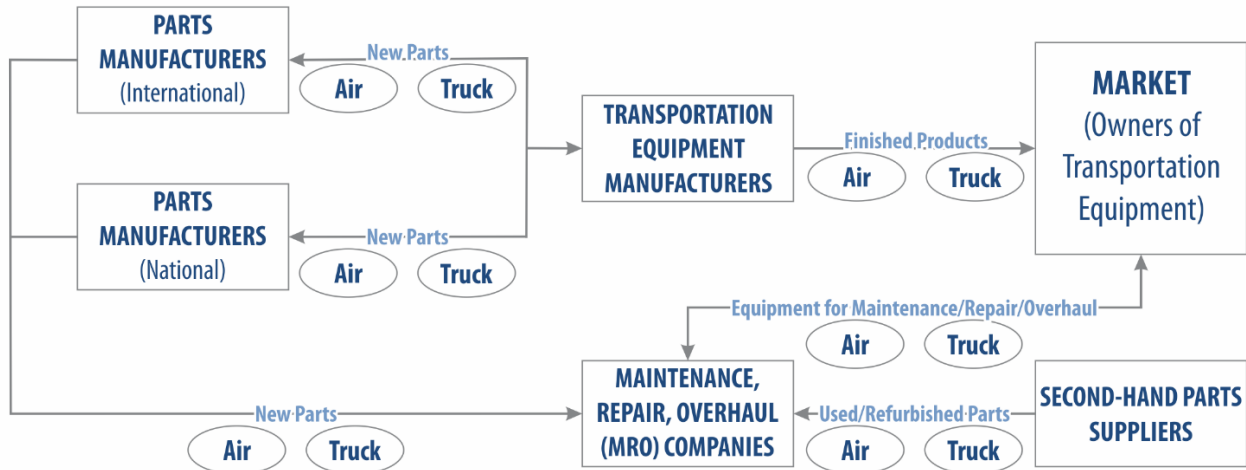 PARTS
MANUFACTURERS
(International)
New Parts
Air
Truck
PARTS
MANUFACTURERS
(National)
New Parts
Air
Truck
TRANSPORTATION
EQUIPMENT
MANUFACTURERS
Finished Products
Air
Truck
MARKET
(Owners of
Transportation
Equipment)
Equipment for Maintenance/Repair/Overhaul
Air
Truck
New Parts
Air
Truck
MAINTENANCE,
REPAIR, OVERHAUL
(MRO) COMPANIES
Used/Refurbished Parts
Air
Truck
SECOND-HAND PARTS
SUPPLIERS